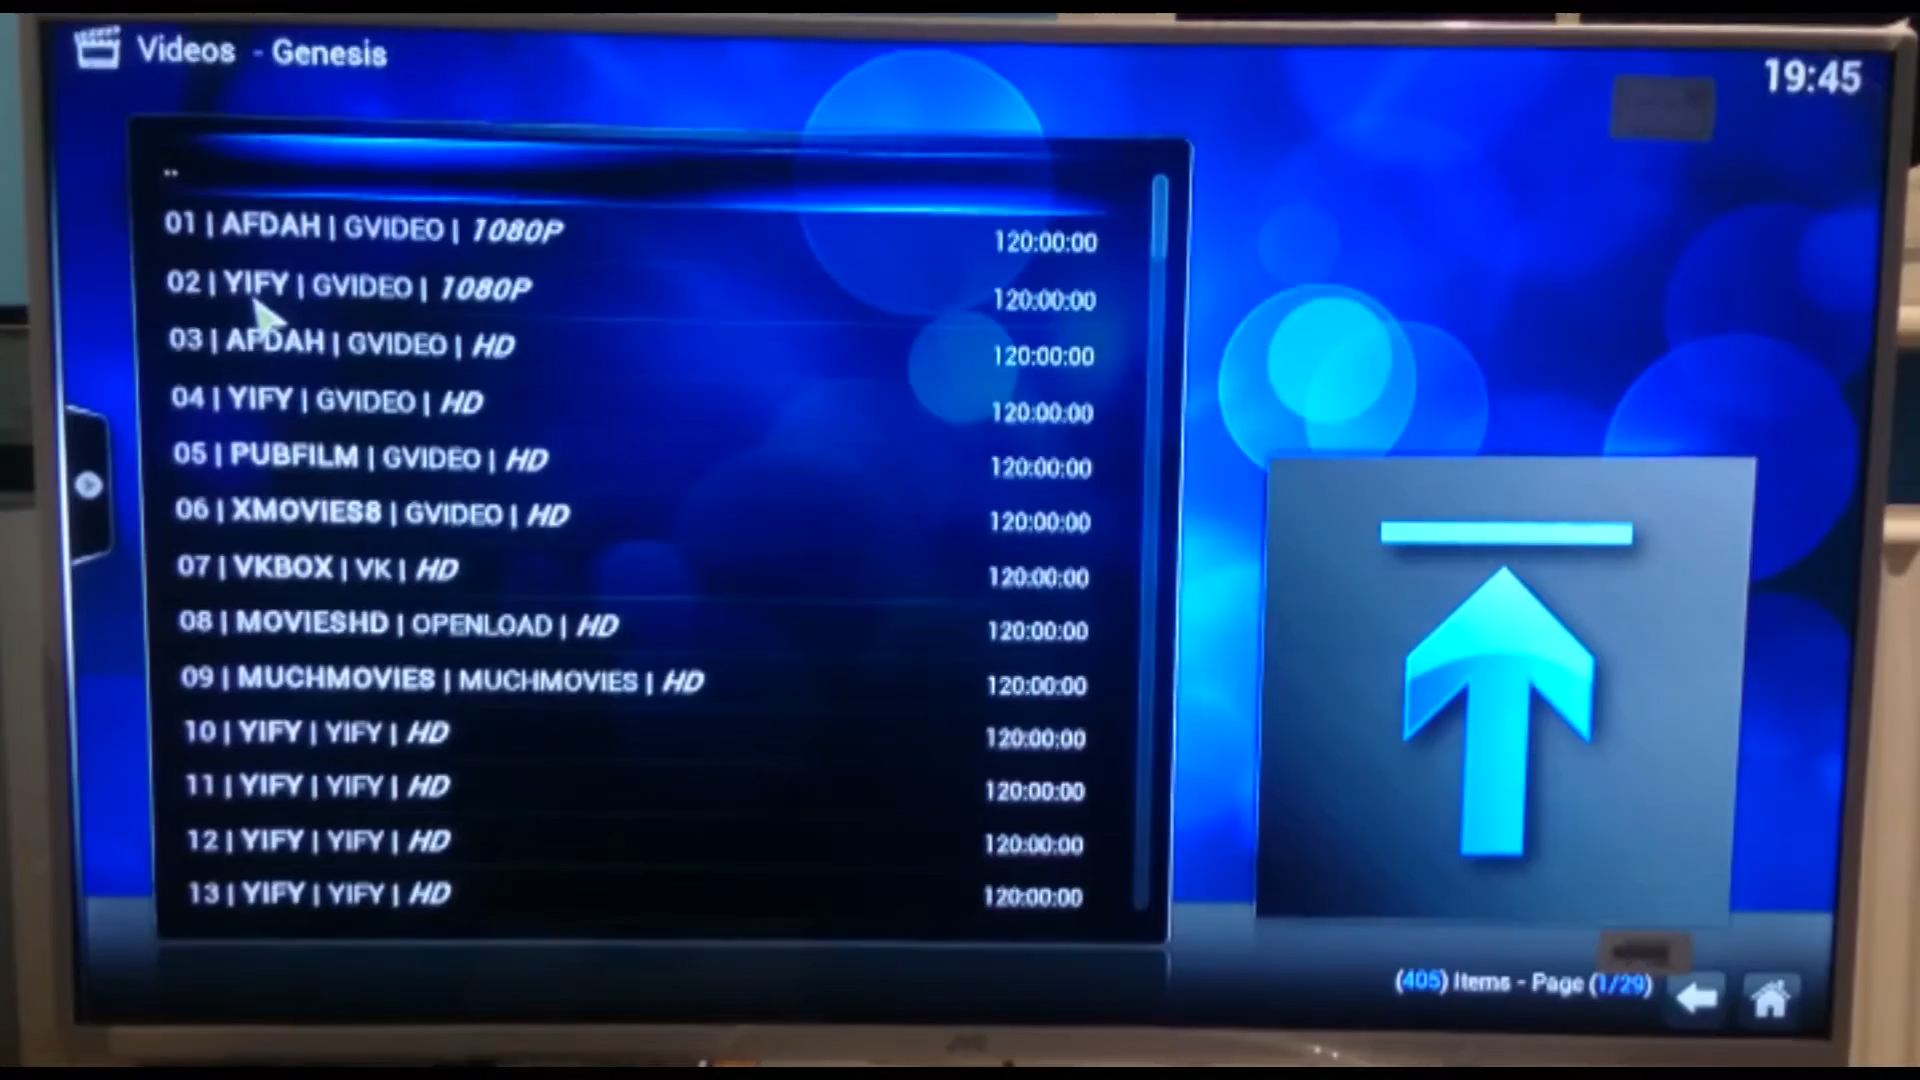 Videos - Genesis
19:45
..
01 | AFDAH | GVIDEO | 1080P 120:00:00
02 | YIFY | GVIDEO | 1080P 120:00:00
03 | AFDAH | GVIDEO | HD 120:00:00
04 | YIFY | GVIDEO | HD 120:00:00
05 | PUBFILM | GVIDEO | HD 120:00:00
06 | XMOVIES8 | GVIDEO | HD 120:00:00
07 | VKBOX | VK | HD 120:00:00
08 | MOVIESHD | OPENLOAD | HD 120:00:00
09 | MUCHMOVIES | MUCHMOVIES | HD 120:00:00
10 | YIFY | YIFY | HD 120:00:00
11 | YIFY | YIFY | HD 120:00:00
12 | YIFY | YIFY | HD 120:00:00
13 | YIFY | YIFY | HD 120:00:00
(405) Items - Page (1/29)